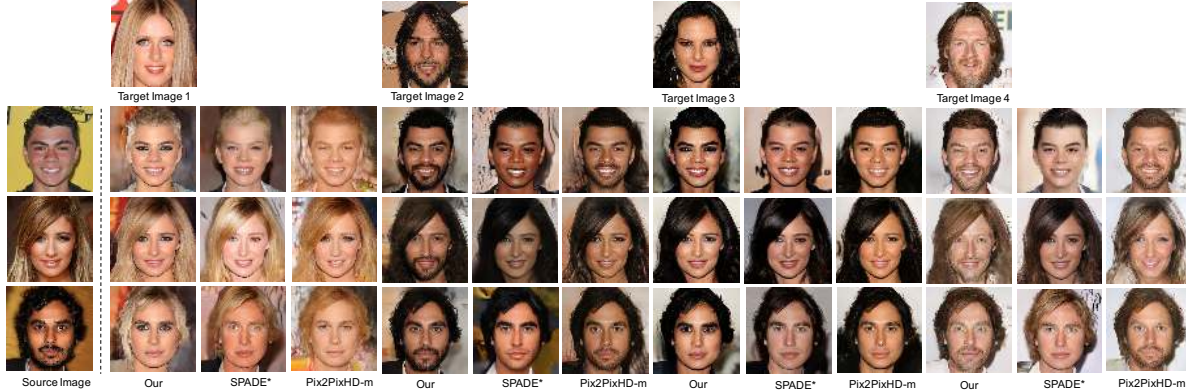 Target Image 1
Target Image 2
Target Image 3
Target Image 4
Source Image
Our
SPADE*
Pix2PixHD-m
Our
SPADE*
Pix2PixHD-m
Our
SPADE*
Pix2PixHD-m
Our
SPADE*
Pix2PixHD-m